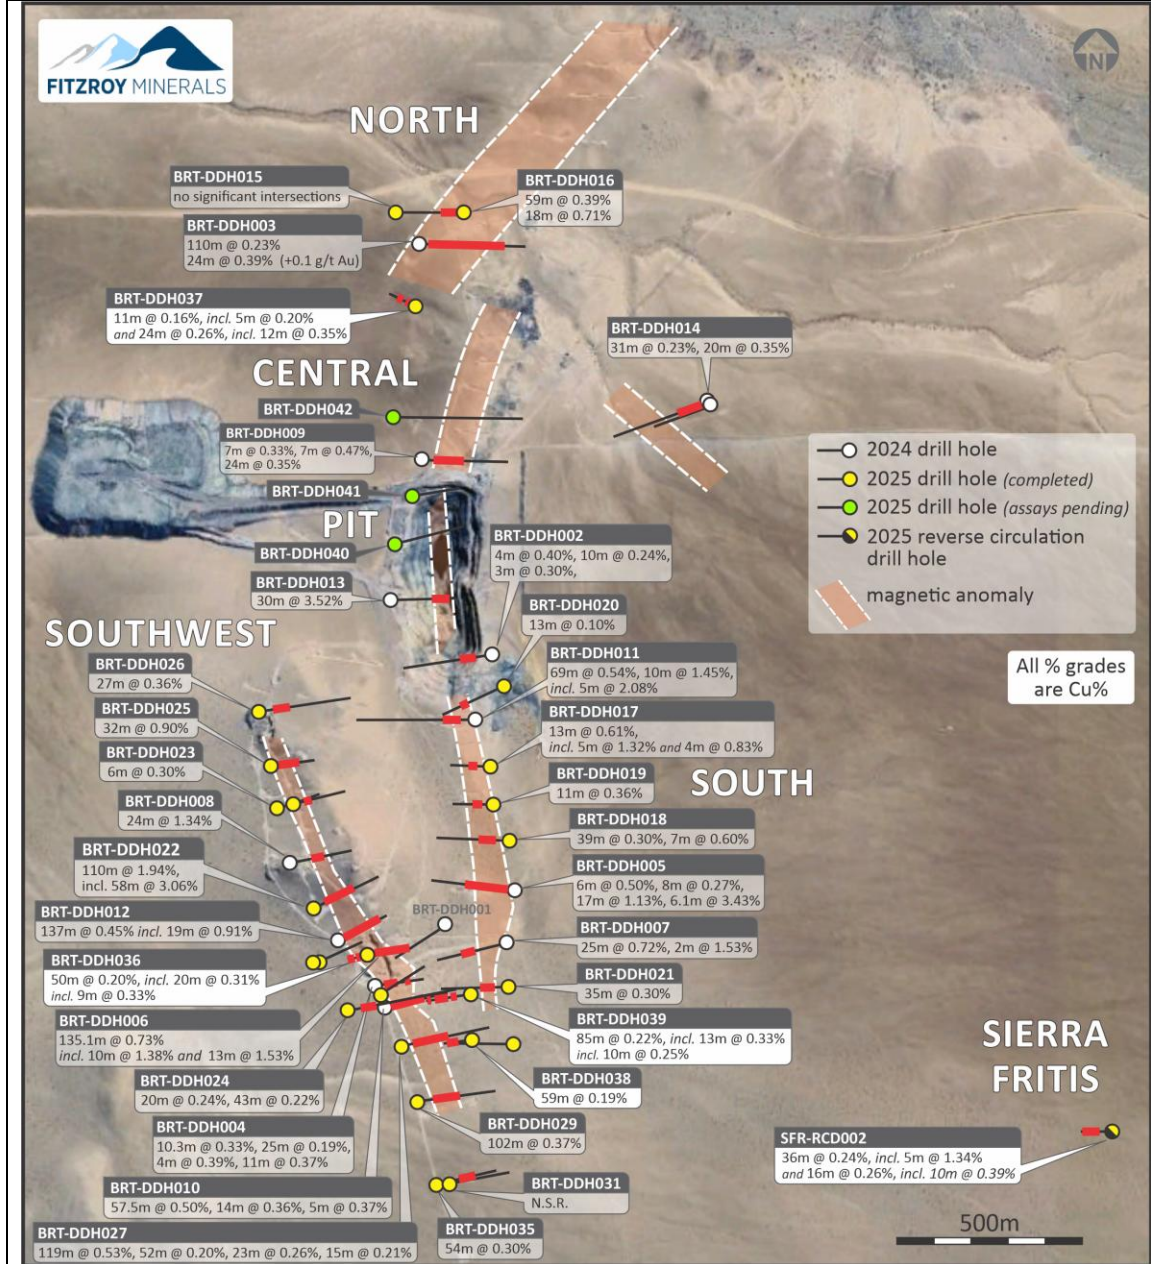 FITZROY MINERALS
N
NORTH
BRT-DDH015
no significant intersections
BRT-DDH016
59m @ 0.39%
18m @ 0.71%
BRT-DDH003
110m @ 0.23%
24m @ 0.39% (+0.1 g/t Au)
BRT-DDH037
11m @ 0.16%, incl. 5m @ 0.20%
and 24m @ 0.26%, incl. 12m @ 0.35%
BRT-DDH014
31m @ 0.23%, 20m @ 0.35%
CENTRAL
BRT-DDH042
BRT-DDH009
7m @ 0.33%, 7m @ 0.47%,
24m @ 0.35%
BRT-DDH041
PIT
BRT-DDH040
BRT-DDH013
30m @ 3.52%
2024 drill hole
2025 drill hole (completed)
2025 drill hole (assays pending)
2025 reverse circulation
drill hole
magnetic anomaly
All % grades
are Cu%
BRT-DDH002
4m @ 0.40%, 10m @ 0.24%,
3m @ 0.30%,
BRT-DDH020
13m @ 0.10%
BRT-DDH011
69m @ 0.54%, 10m @ 1.45%,
incl. 5m @ 2.08%
BRT-DDH017
13m @ 0.61%,
incl. 5m @ 1.32% and 4m @ 0.83%
SOUTH
BRT-DDH019
11m @ 0.36%
BRT-DDH018
39m @ 0.30%, 7m @ 0.60%
BRT-DDH005
6m @ 0.50%, 8m @ 0.27%,
17m @ 1.13%, 6.1m @ 3.43%
BRT-DDH007
25m @ 0.72%, 2m @ 1.53%
BRT-DDH021
35m @ 0.30%
BRT-DDH039
85m @ 0.22%, incl. 13m @ 0.33%
incl. 10m @ 0.25%
BRT-DDH038
59m @ 0.19%
BRT-DDH029
102m @ 0.37%
BRT-DDH031
N.S.R.
BRT-DDH035
54m @ 0.30%
SOUTHWEST
BRT-DDH026
27m @ 0.36%
BRT-DDH025
32m @ 0.90%
BRT-DDH023
6m @ 0.30%
BRT-DDH008
24m @ 1.34%
BRT-DDH022
110m @ 1.94%,
incl. 58m @ 3.06%
BRT-DDH001
BRT-DDH012
137m @ 0.45% incl. 19m @ 0.91%
BRT-DDH036
50m @ 0.20%, incl. 20m @ 0.31%
incl. 9m @ 0.33%
BRT-DDH006
135.1m @ 0.73%
incl. 10m @ 1.38% and 13m @ 1.53%
BRT-DDH024
20m @ 0.24%, 43m @ 0.22%
BRT-DDH004
10.3m @ 0.33%, 25m @ 0.19%,
4m @ 0.39%, 11m @ 0.37%
BRT-DDH010
57.5m @ 0.50%, 14m @ 0.36%, 5m @ 0.37%
BRT-DDH027
119m @ 0.53%, 52m @ 0.20%, 23m @ 0.26%, 15m @ 0.21%
SIERRA
FRITIS
SFR-RCD002
36m @ 0.24%, incl. 5m @ 1.34%
and 16m @ 0.26%, incl. 10m @ 0.39%
500m